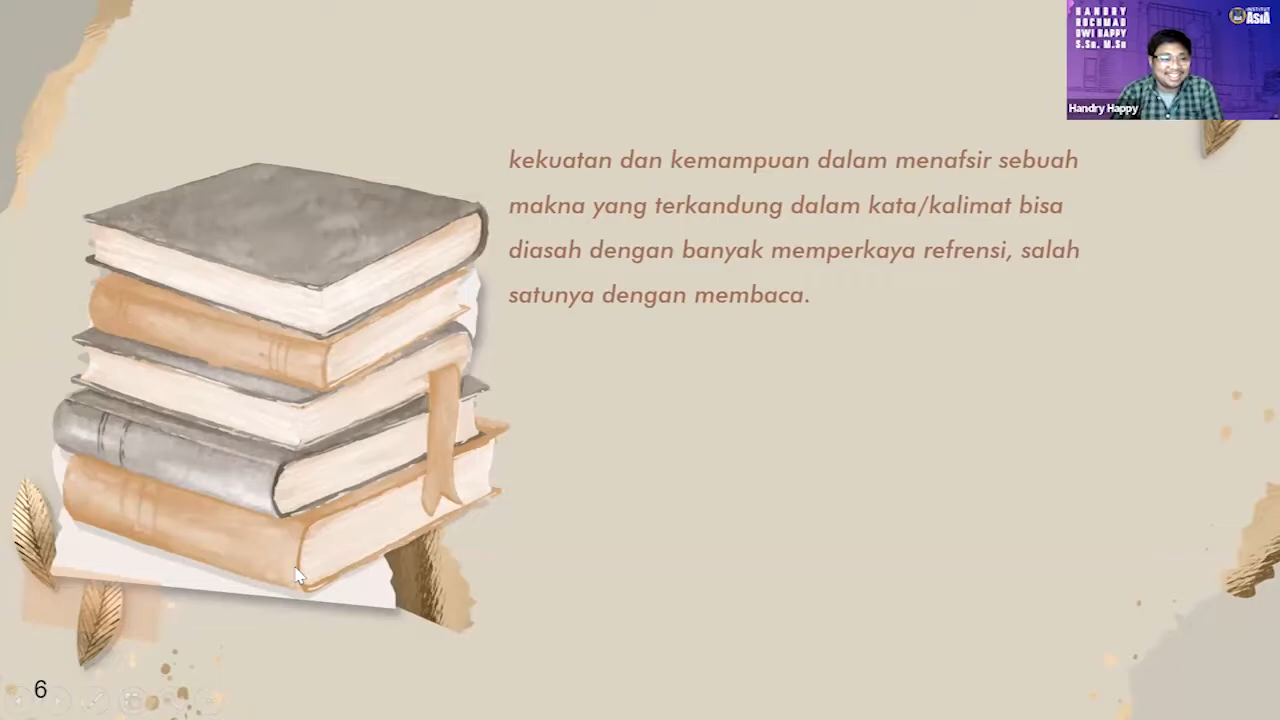 HANDRY
ROCHMAD
DWI HAPPY
S.Sn. M.Sn
INSTITUT
ASIA
Handry Happy
kekuatan dan kemampuan dalam menafsir sebuah
makna yang terkandung dalam kata/kalimat bisa
diasah dengan banyak memperkaya refrensi, salah
satunya dengan membaca.
6